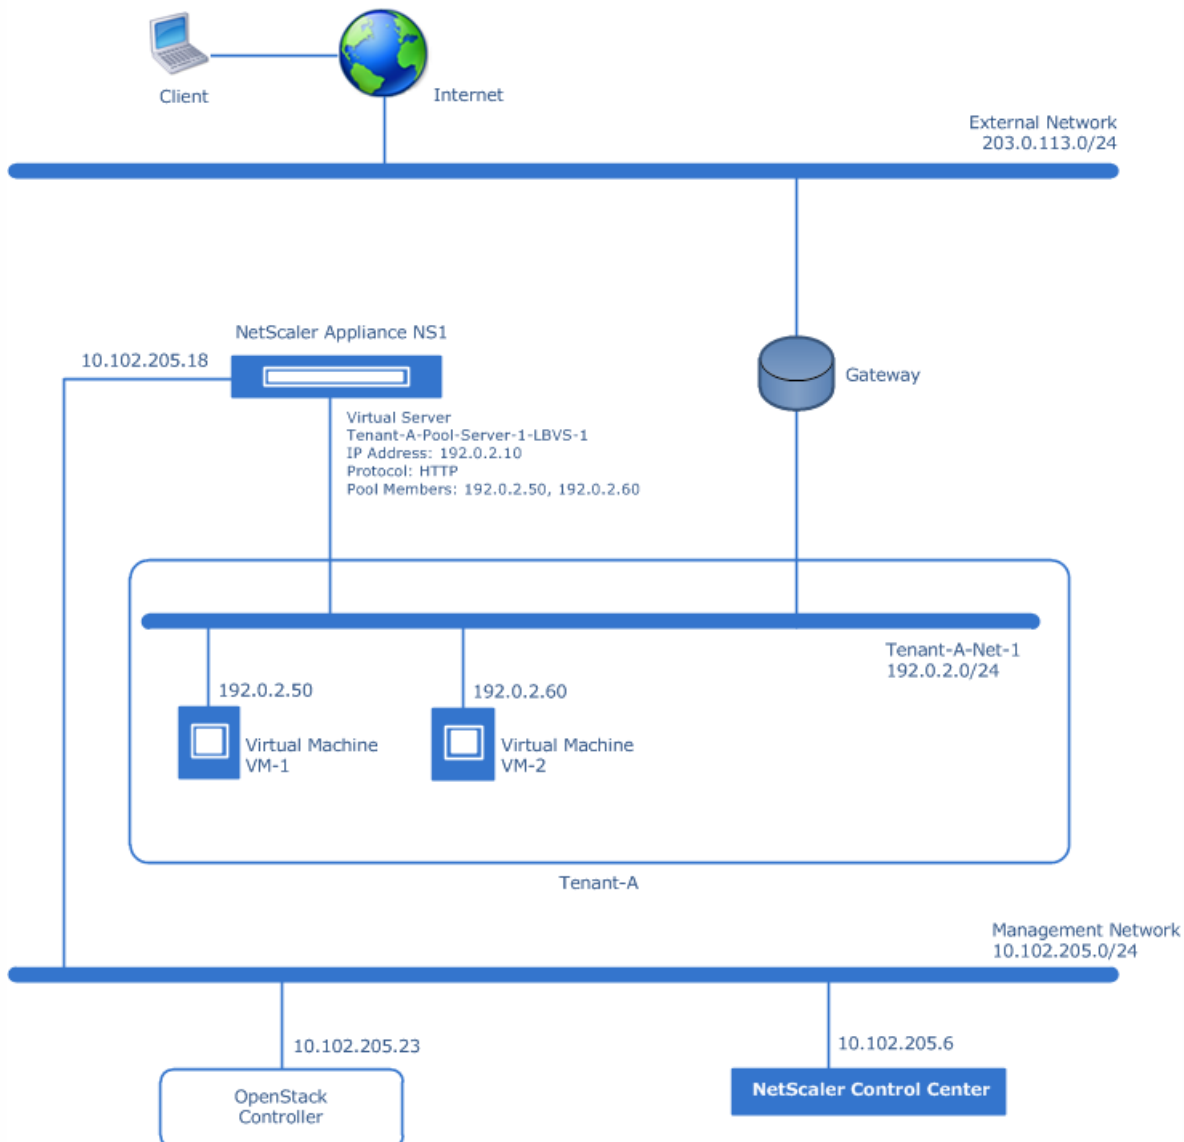 Client
Internet
External Network
203.0.113.0/24
NetScaler Appliance NS1
10.102.205.18
Gateway
Virtual Server
Tenant-A-Pool-Server-1-LBVS-1
IP Address: 192.0.2.10
Protocol: HTTP
Pool Members: 192.0.2.50, 192.0.2.60
Tenant-A-Net-1
192.0.2.0/24
192.0.2.50
192.0.2.60
Virtual Machine
VM-1
Virtual Machine
VM-2
Tenant-A
Management Network
10.102.205.0/24
10.102.205.23
10.102.205.6
OpenStack
Controller
NetScaler Control Center